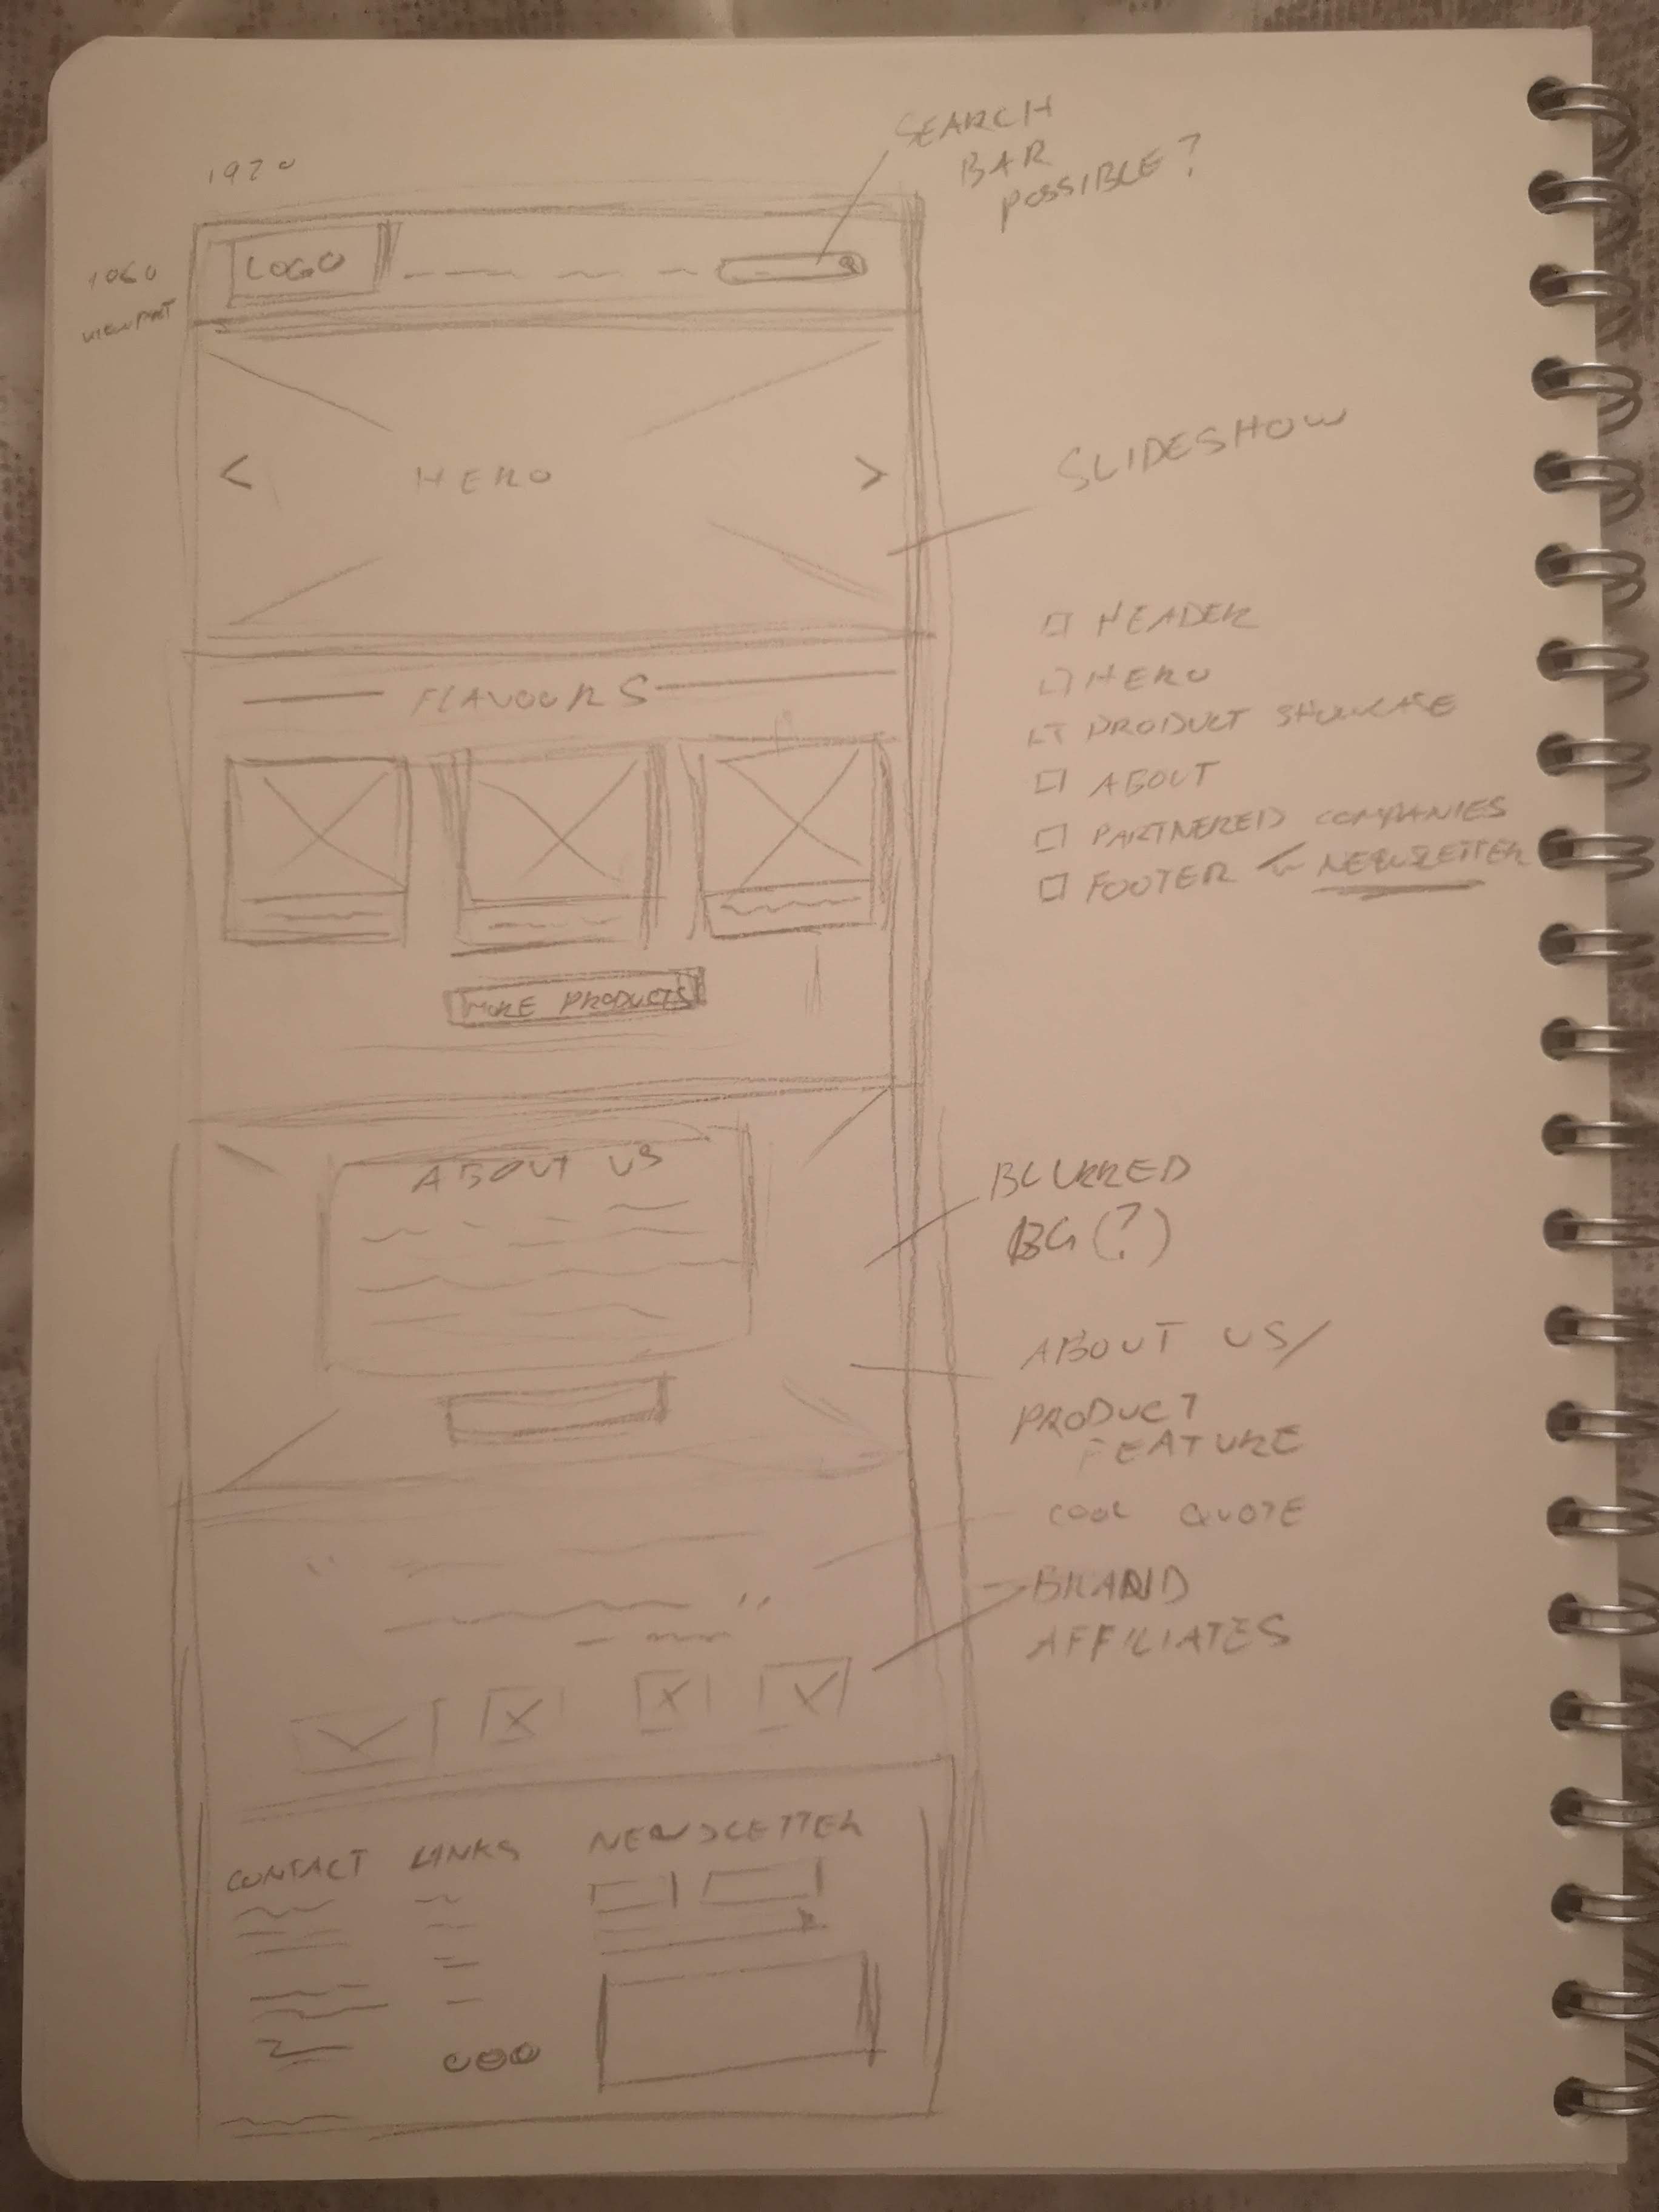 1920
SEARCH
BAR
POSSIBLE?
1060
VIEWPORT
LOGO
< HERO >
SLIDESHOW
HEADER
HERO
PRODUCT SHOWCASE
ABOUT
PARTNERED COMPANIES
FOOTER ← NEWSLETTER
FLAVOURS
MORE PRODUCTS
ABOUT US
BLURRED
BG (?)
ABOUT US/
PRODUCT
FEATURE
COOL QUOTE
BRAND
AFFILIATES
CONTACT
LINKS
NEWSLETTER